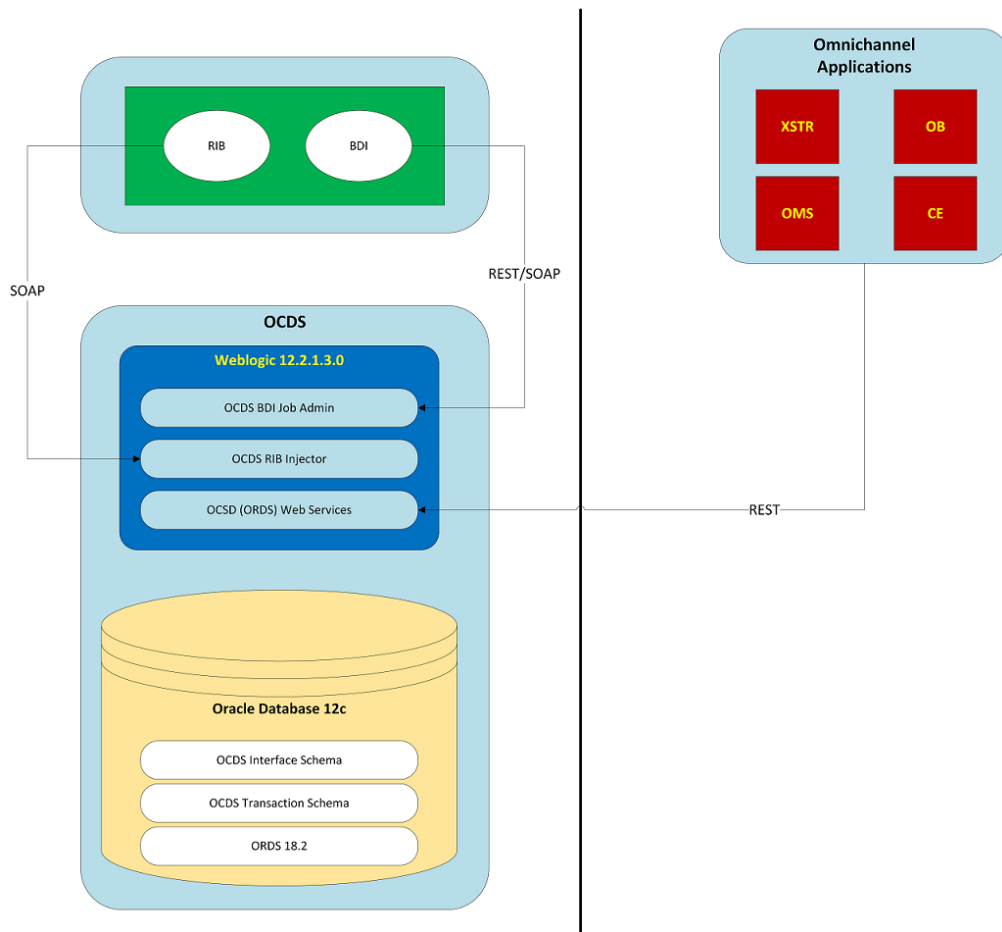 Omnichannel
Applications
XSTR
OB
OMS
CE
RIB
BDI
REST/SOAP
SOAP
OCDS
Weblogic 12.2.1.3.0
OCDS BDI Job Admin
OCDS RIB Injector
OCSD (ORDS) Web Services
REST
Oracle Database 12c
OCDS Interface Schema
OCDS Transaction Schema
ORDS 18.2